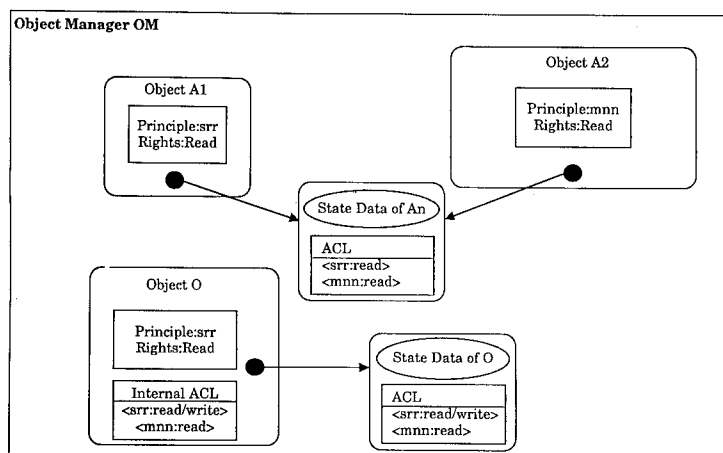 Object Manager OM
Object A1
Principle:srr
Rights:Read
Object A2
Principle:mnn
Rights:Read
State Data of An
ACL
<srr:read>
<mnn:read>
Object O
Principle:srr
Rights:Read
Internal ACL
<srr:read/write>
<mnn:read>
State Data of O
ACL
<srr:read/write>
<mnn:read>